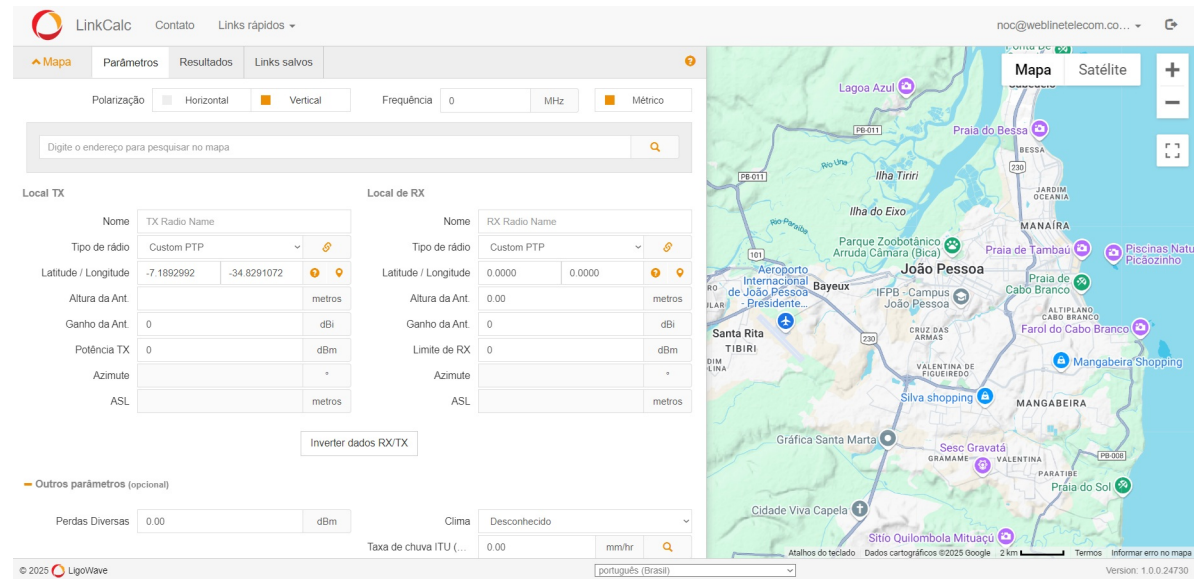 LinkCalc Contato Links rápidos noc@weblinetelecom.co...
Mapa Parâmetros Resultados Links salvos
Polarização Horizontal Vertical Frequência 0 MHz Métrico
Digite o endereço para pesquisar no mapa
Local TX Local de RX
Nome TX Radio Name Nome RX Radio Name
Tipo de rádio Custom PTP Tipo de rádio Custom PTP
Latitude / Longitude -7.1892992 -34.8291072 Latitude / Longitude 0.0000 0.0000
Altura da Ant. metros Altura da Ant. 0.00 metros
Ganho da Ant. 0 dBi Ganho da Ant. 0 dBi
Potência TX 0 dBm Limite de RX 0 dBm
Azimute ° Azimute °
ASL metros ASL metros
Inverter dados RX/TX
Outros parâmetros (opcional)
Perdas Diversas 0.00 dBm Clima Desconhecido
Taxa de chuva ITU (... 0.00 mm/hr
Mapa Satélite
Lagoa Azul
PB-011
Praia do Bessa
BESSA
Rio Una
230
PB-011
Ilha Tiriri
JARDIM
OCEANIA
Ilha do Eixo
MANAÍRA
Rio Paraíba
Parque Zoobotânico
Arruda Câmara (Bica)
Praia de Tambaú
Piscinas Natu
Picãozinho
101
João Pessoa
Aeroporto
Internacional
de João Pessoa
- Presidente...
Bayeux
IFPB - Campus
João Pessoa
Praia de
Cabo Branco
ALTIPLANO
CABO BRANCO
Farol do Cabo Branco
Santa Rita
TIBIRI
230
CRUZ DAS
ARMAS
Mangabeira Shopping
VALENTINA DE
FIGUEIREDO
Silva shopping
MANGABEIRA
Gráfica Santa Marta
Sesc Gravatá
GRAMAME
VALENTINA
PB-008
PARATIBE
Praia do Sol
Cidade Viva Capela
Sitio Quilombola Mituaçú
Atalhos do teclado Dados cartográficos ©2025 Google 2 km Termos Informar erro no mapa
© 2025 LigoWave português (Brasil) Version: 1.0.0.24730